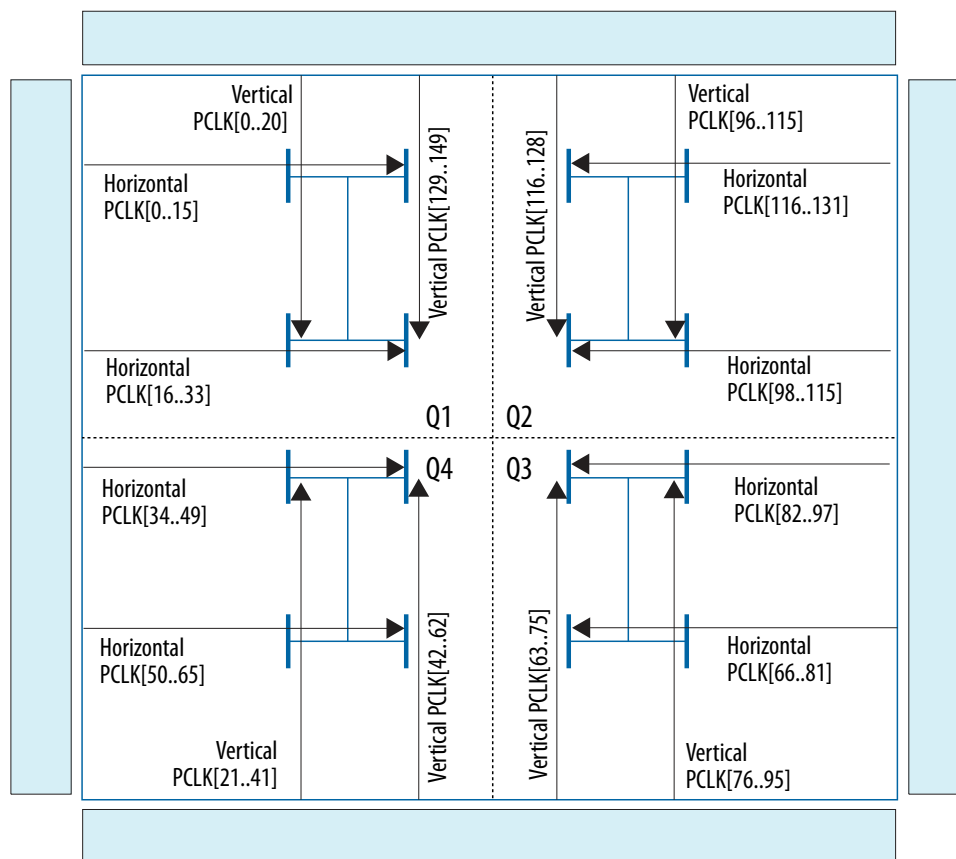 Vertical
PCLK[0..20]
Vertical
PCLK[96..115]
Vertical PCLK[129..149]
Vertical PCLK[116..128]
Horizontal
PCLK[0..15]
Horizontal
PCLK[116..131]
Horizontal
PCLK[16..33]
Horizontal
PCLK[98..115]
Q1
Q2
Q4
Q3
Horizontal
PCLK[34..49]
Horizontal
PCLK[82..97]
Vertical PCLK[42..62]
Vertical PCLK[63..75]
Horizontal
PCLK[50..65]
Horizontal
PCLK[66..81]
Vertical
PCLK[21..41]
Vertical
PCLK[76..95]